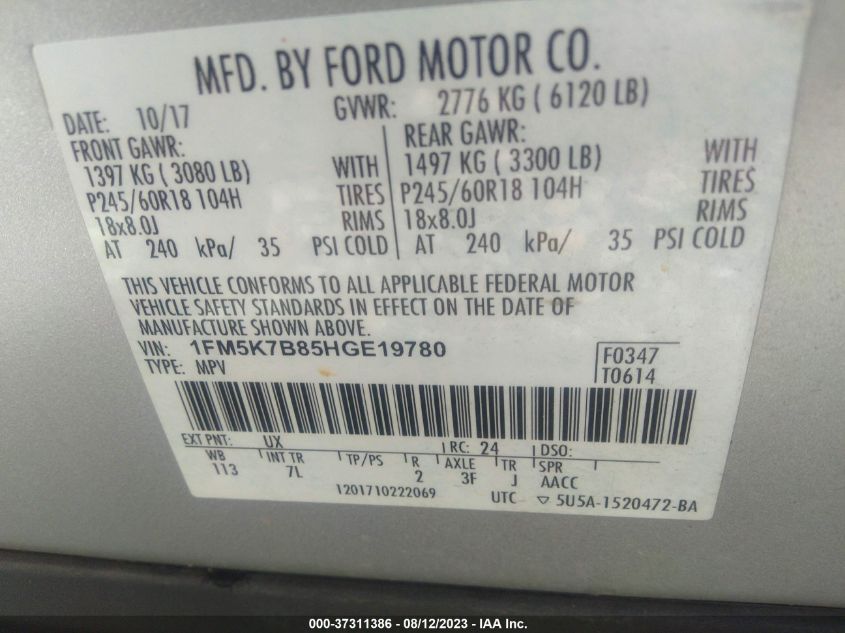 MFD. BY FORD MOTOR CO.
DATE: 10/17 GVWR: 2776 KG ( 6120 LB)
FRONT GAWR: REAR GAWR:
1397 KG ( 3080 LB) WITH 1497 KG ( 3300 LB) WITH
P245/60R18 104H TIRES P245/60R18 104H TIRES
18x8.0J RIMS 18x8.0J RIMS
AT 240 kPa/ 35 PSI COLD AT 240 kPa/ 35 PSI COLD
THIS VEHICLE CONFORMS TO ALL APPLICABLE FEDERAL MOTOR
VEHICLE SAFETY STANDARDS IN EFFECT ON THE DATE OF
MANUFACTURE SHOWN ABOVE.
VIN: 1FM5K7B85HGE19780 F0347
TYPE: MPV T0614
EXT PNT: UX RC: 24 DSO:
WB INT TR TP/PS R AXLE TR SPR
113 7L 2 3F J AACC
1201710222069 UTC ▽ 5U5A-1520472-BA
000-37311386 - 08/12/2023 - IAA Inc.